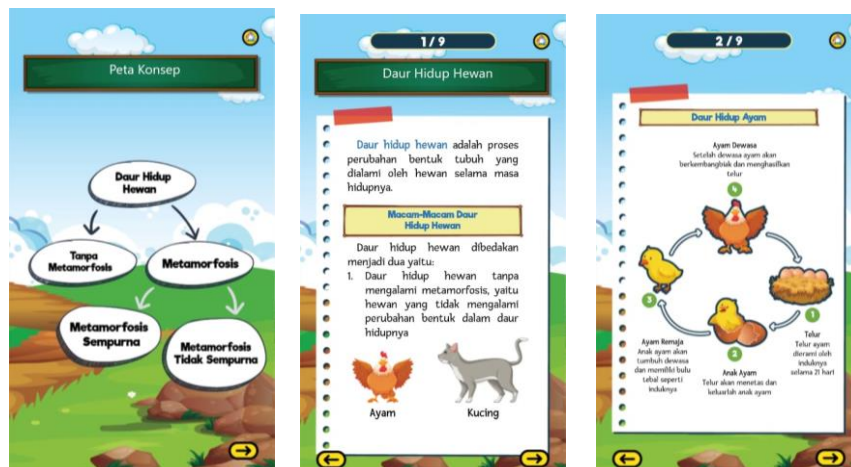 Peta Konsep
Daur Hidup
Hewan
Tanpa
Metamorfosis
Metamorfosis
Metamorfosis
Sempurna
Metamorfosis
Tidak Sempurna
1/9
Daur Hidup Hewan
Daur hidup hewan adalah proses
perubahan bentuk tubuh yang
dialami oleh hewan selama masa
hidupnya.
Macam-Macam Daur
Hidup Hewan
Daur hidup hewan dibedakan
menjadi dua yaitu:
1. Daur hidup hewan tanpa
mengalami metamorfosis, yaitu
hewan yang tidak mengalami
perubahan bentuk dalam daur
hidupnya
Ayam
Kucing
2/9
Daur Hidup Ayam
Ayam Dewasa
Setelah dewasa ayam akan
berkembangbiak dan menghasilkan
telur
4
3
Ayam Remaja
Anak ayam akan
tumbuh dewasa
dan memiliki bulu
tebal seperti
induknya
2
Anak Ayam
Telur akan menetas dan
keluarlah anak ayam
1
Telur
Telur ayam
dierami oleh
induknya
selama 21 hari